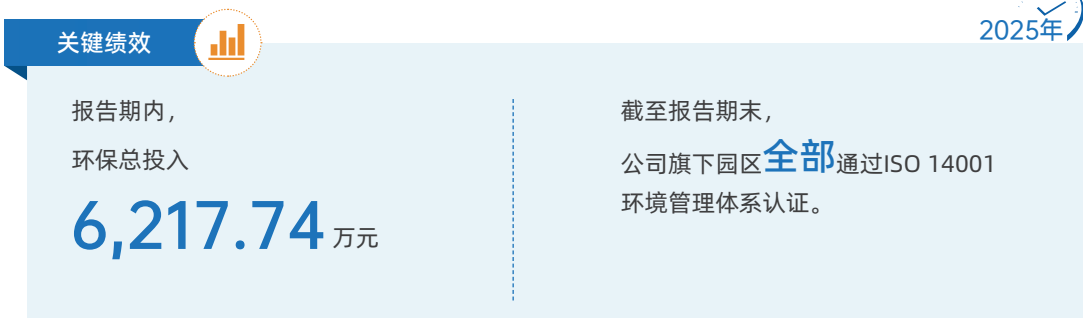 关键绩效
2025年
报告期内，
环保总投入
6,217.74 万元
截至报告期末，
公司旗下园区全部通过ISO 14001
环境管理体系认证。